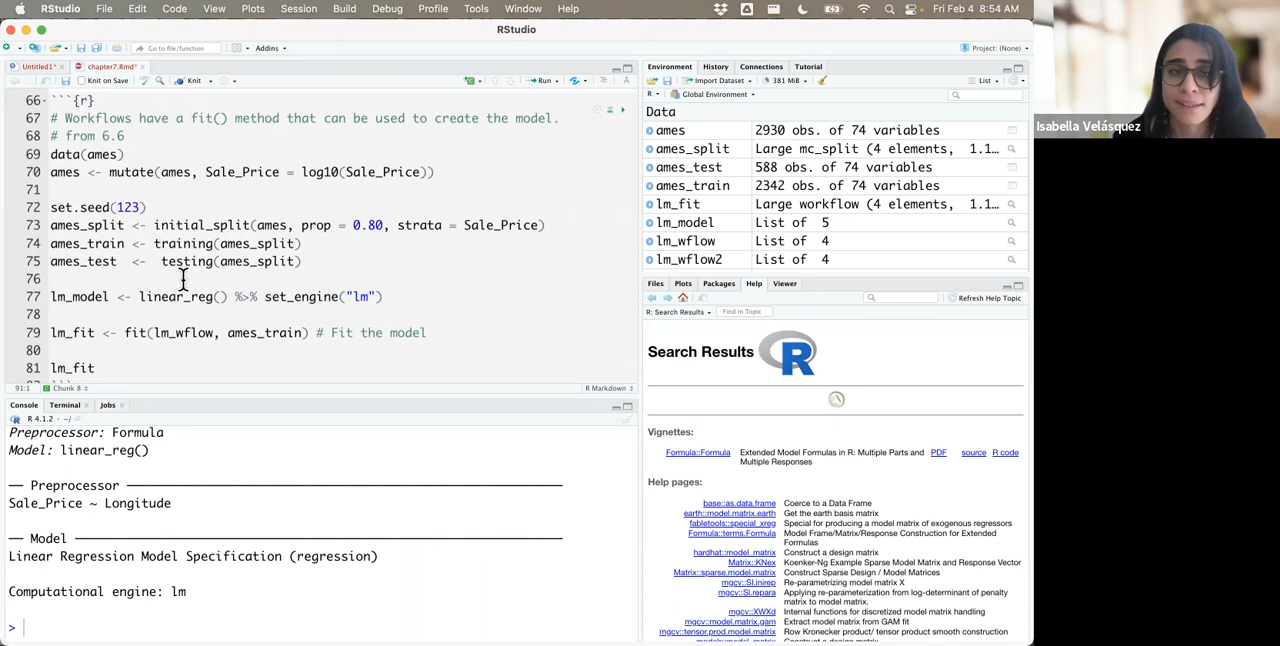 RStudio File Edit Code View Plots Session Build Debug Profile Tools Window Help Fri Feb 4 8:54 AM
RStudio
Go to file/function Addins Project: (None)
Untitled1* chapter7.Rmd*
Knit on Save Knit Run
66 ```{r}
67 # Workflows have a fit() method that can be used to create the model.
68 # from 6.6
69 data(ames)
70 ames <- mutate(ames, Sale_Price = log10(Sale_Price))
71
72 set.seed(123)
73 ames_split <- initial_split(ames, prop = 0.80, strata = Sale_Price)
74 ames_train <- training(ames_split)
75 ames_test <- testing(ames_split)
76
77 lm_model <- linear_reg() %>% set_engine("lm")
78
79 lm_fit <- fit(lm_wflow, ames_train) # Fit the model
80
81 lm_fit
91:1 Chunk 8 R Markdown
Console Terminal Jobs
R 4.1.2 · ~/
Preprocessor: Formula
Model: linear_reg()
── Preprocessor ──
Sale_Price ~ Longitude
── Model ──
Linear Regression Model Specification (regression)
Computational engine: lm
>
Environment History Connections Tutorial
Import Dataset 381 MiB List
R Global Environment
Data
ames 2930 obs. of 74 variables
ames_split Large mc_split (4 elements, 1.1…
ames_test 588 obs. of 74 variables
ames_train 2342 obs. of 74 variables
lm_fit Large workflow (4 elements, 1.1…
lm_model List of 5
lm_wflow List of 4
lm_wflow2 List of 4
Files Plots Packages Help Viewer
Refresh Help Topic
R: Search Results Find in Topic
Search Results R
Vignettes:
Formula::Formula Extended Model Formulas in R: Multiple Parts and Multiple Responses PDF source R code
Help pages:
base::as.data.frame Coerce to a Data Frame
earth::model.matrix.earth Get the earth basis matrix
fabletools::special_xreg Special for producing a model matrix of exogenous regressors
Formula::terms.Formula Model Frame/Matrix/Response Construction for Extended Formulas
hardhat::model_matrix Construct a design matrix
Matrix::KNex Koenker-Ng Example Sparse Model Matrix and Response Vector
Matrix::sparse.model.matrix Construct Sparse Design / Model Matrices
mgcv::Sl.inirep Re-parametrizing model matrix X
mgcv::Sl.repara Applying re-parameterization from log-determinant of penalty matrix to model matrix.
mgcv::XWXd Internal functions for discretized model matrix handling
mgcv::model.matrix.gam Extract model matrix from GAM fit
mgcv::tensor.prod.model.matrix Row Kronecker product/ tensor product smooth construction
Isabella Velásquez